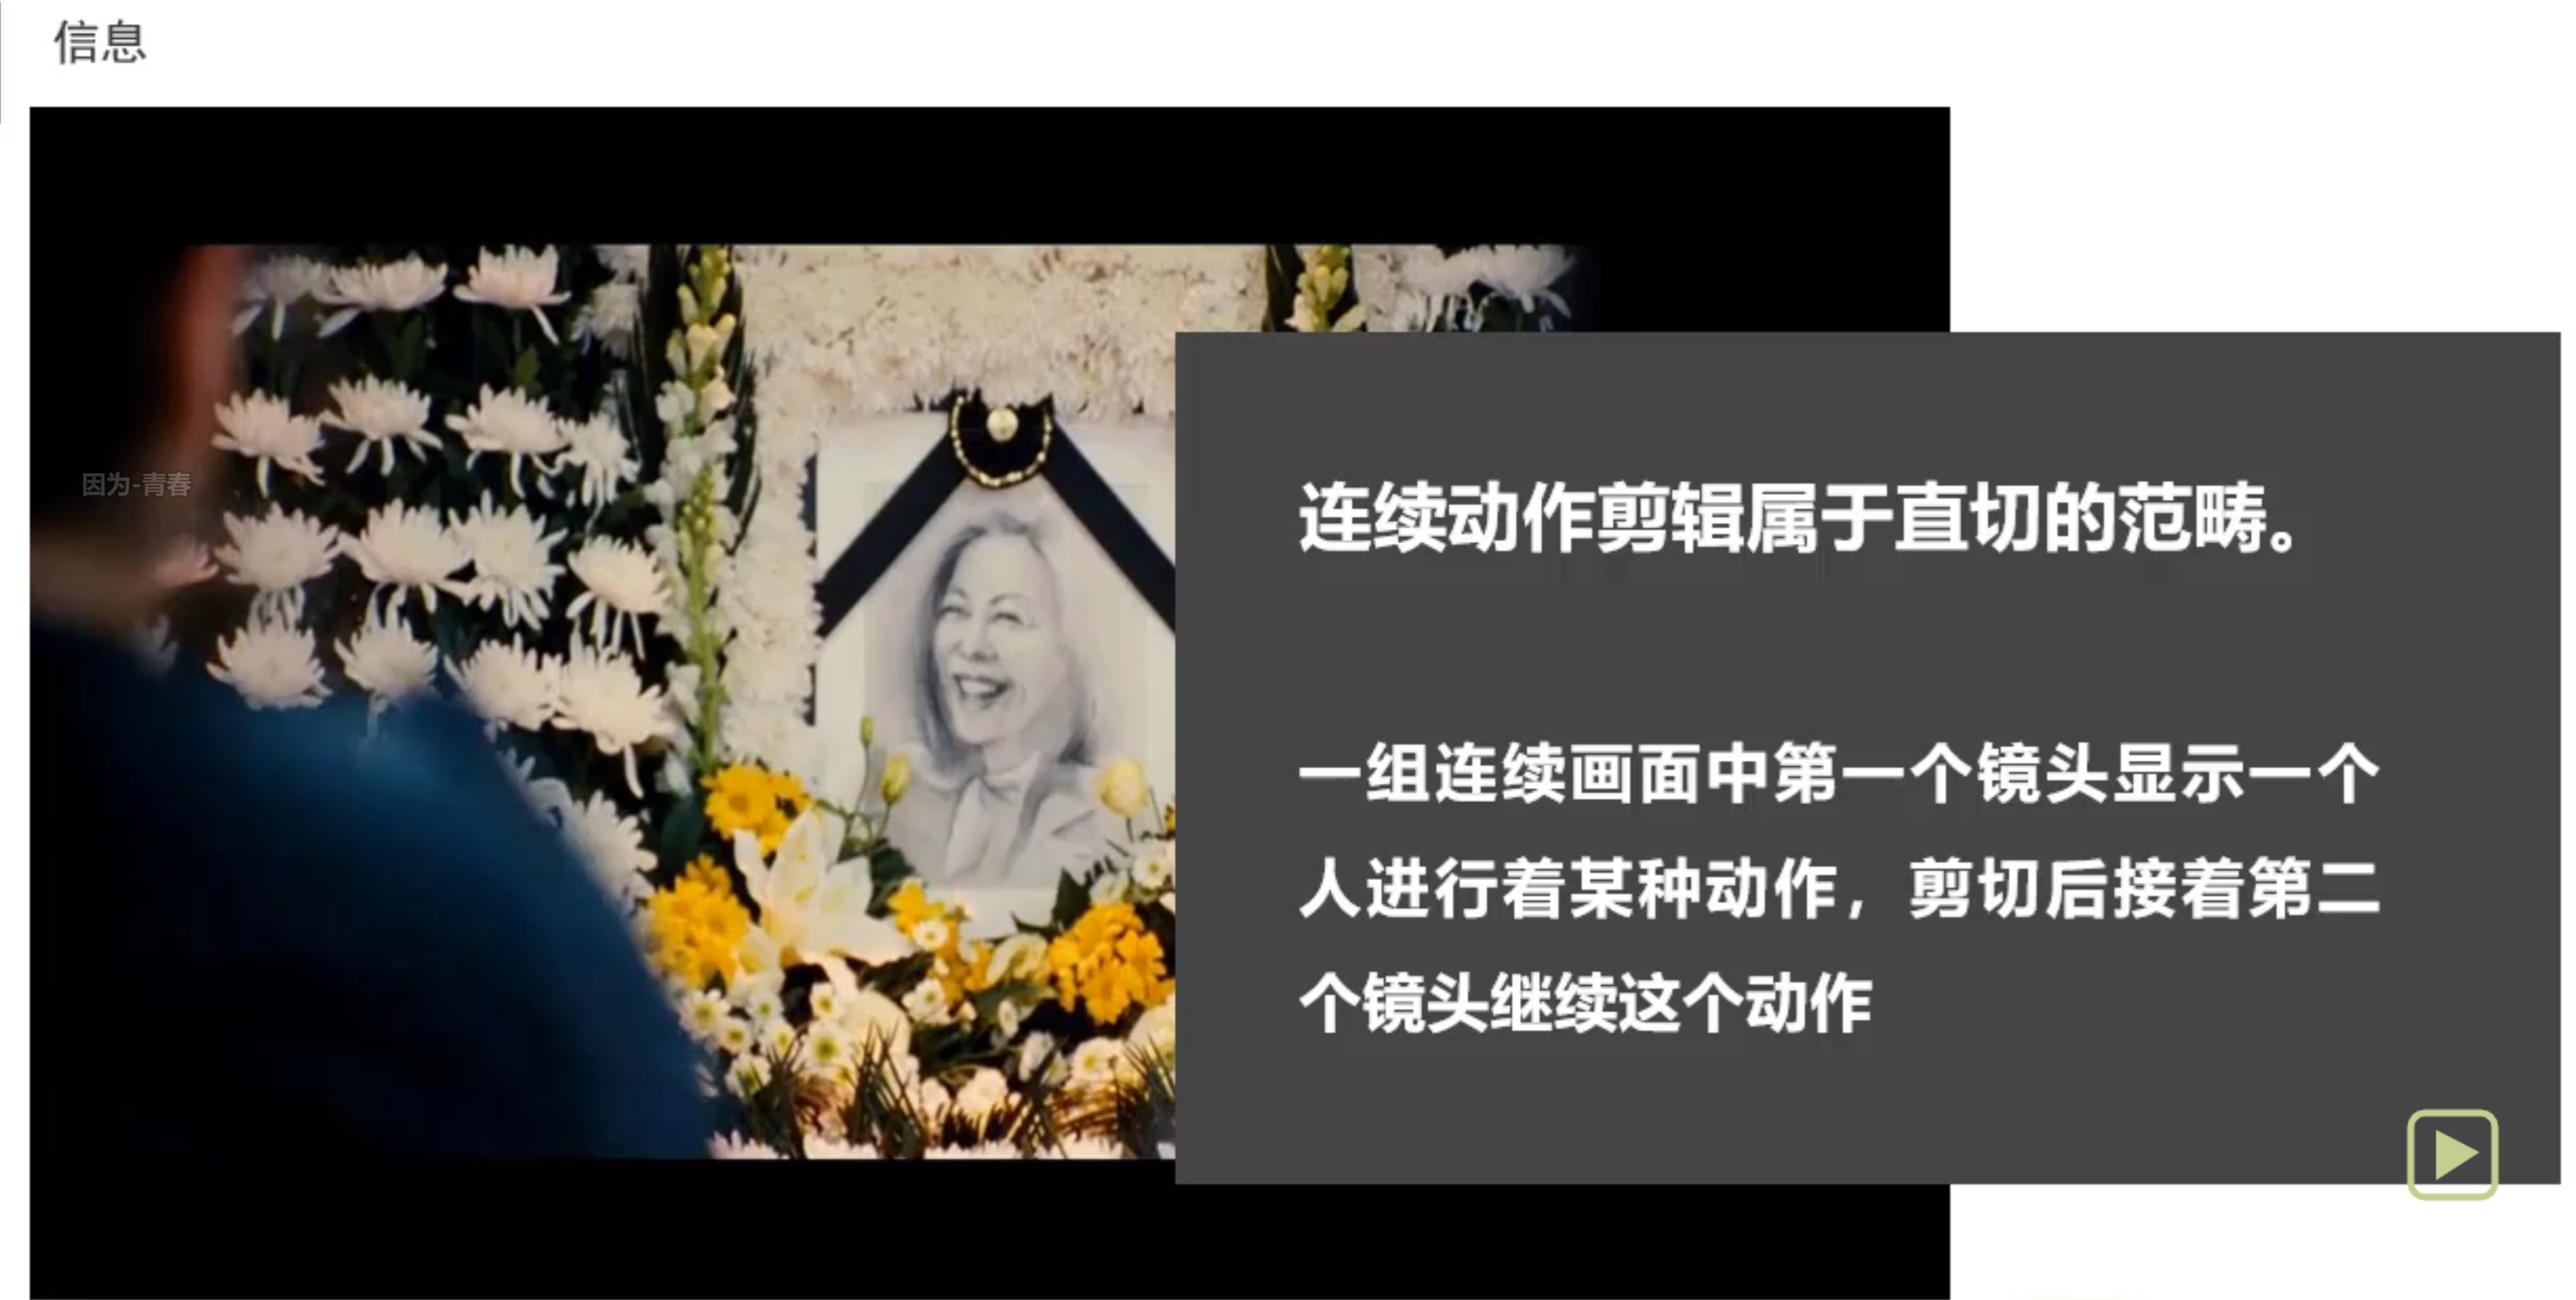 信息
因为-青春
连续动作剪辑属于直切的范畴。
一组连续画面中第一个镜头显示一个
人进行着某种动作，剪切后接着第二
个镜头继续这个动作